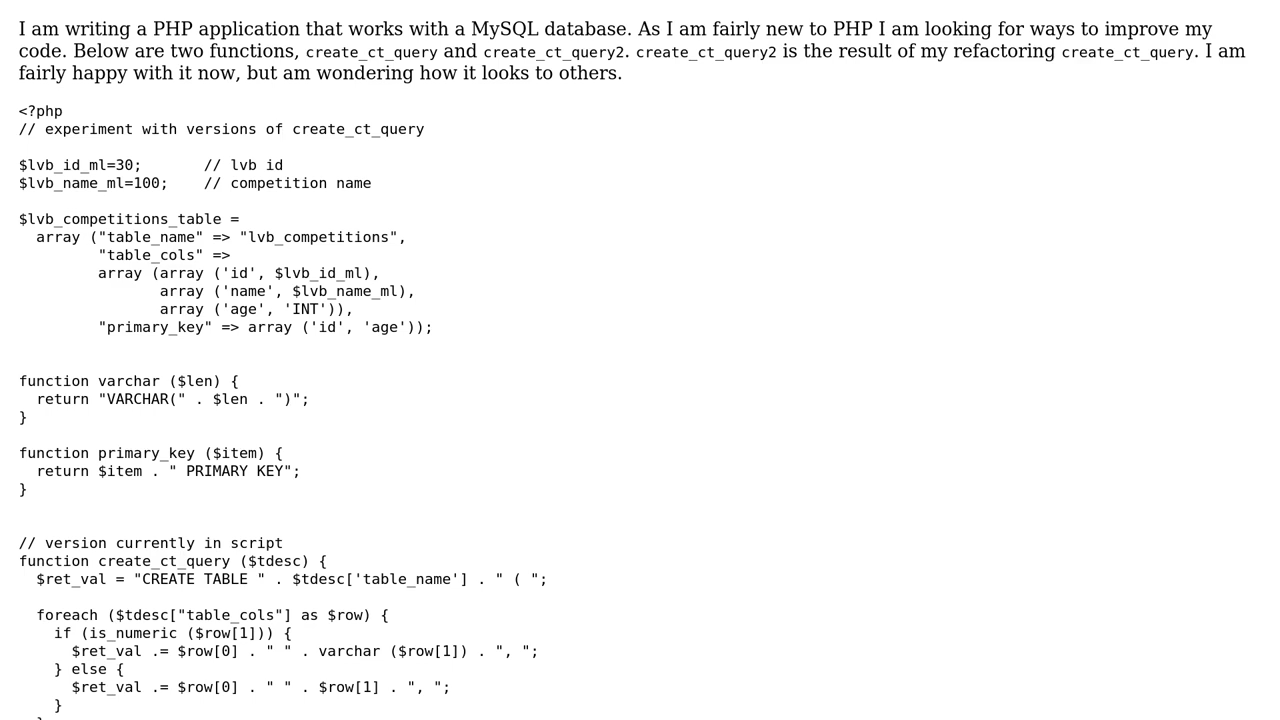 I am writing a PHP application that works with a MySQL database. As I am fairly new to PHP I am looking for ways to improve my
code. Below are two functions, create_ct_query and create_ct_query2. create_ct_query2 is the result of my refactoring create_ct_query. I am
fairly happy with it now, but am wondering how it looks to others.
<?php
// experiment with versions of create_ct_query
$lvb_id_ml=30;       // lvb id
$lvb_name_ml=100;    // competition name
$lvb_competitions_table =
  array ("table_name" => "lvb_competitions",
         "table_cols" =>
         array (array ('id', $lvb_id_ml),
                array ('name', $lvb_name_ml),
                array ('age', 'INT')),
         "primary_key" => array ('id', 'age'));
function varchar ($len) {
  return "VARCHAR(" . $len . ")";
}
function primary_key ($item) {
  return $item . " PRIMARY KEY";
}
// version currently in script
function create_ct_query ($tdesc) {
  $ret_val = "CREATE TABLE " . $tdesc['table_name'] . " ( ";
  foreach ($tdesc["table_cols"] as $row) {
    if (is_numeric ($row[1])) {
      $ret_val .= $row[0] . " " . varchar ($row[1]) . ", ";
    } else {
      $ret_val .= $row[0] . " " . $row[1] . ", ";
    }